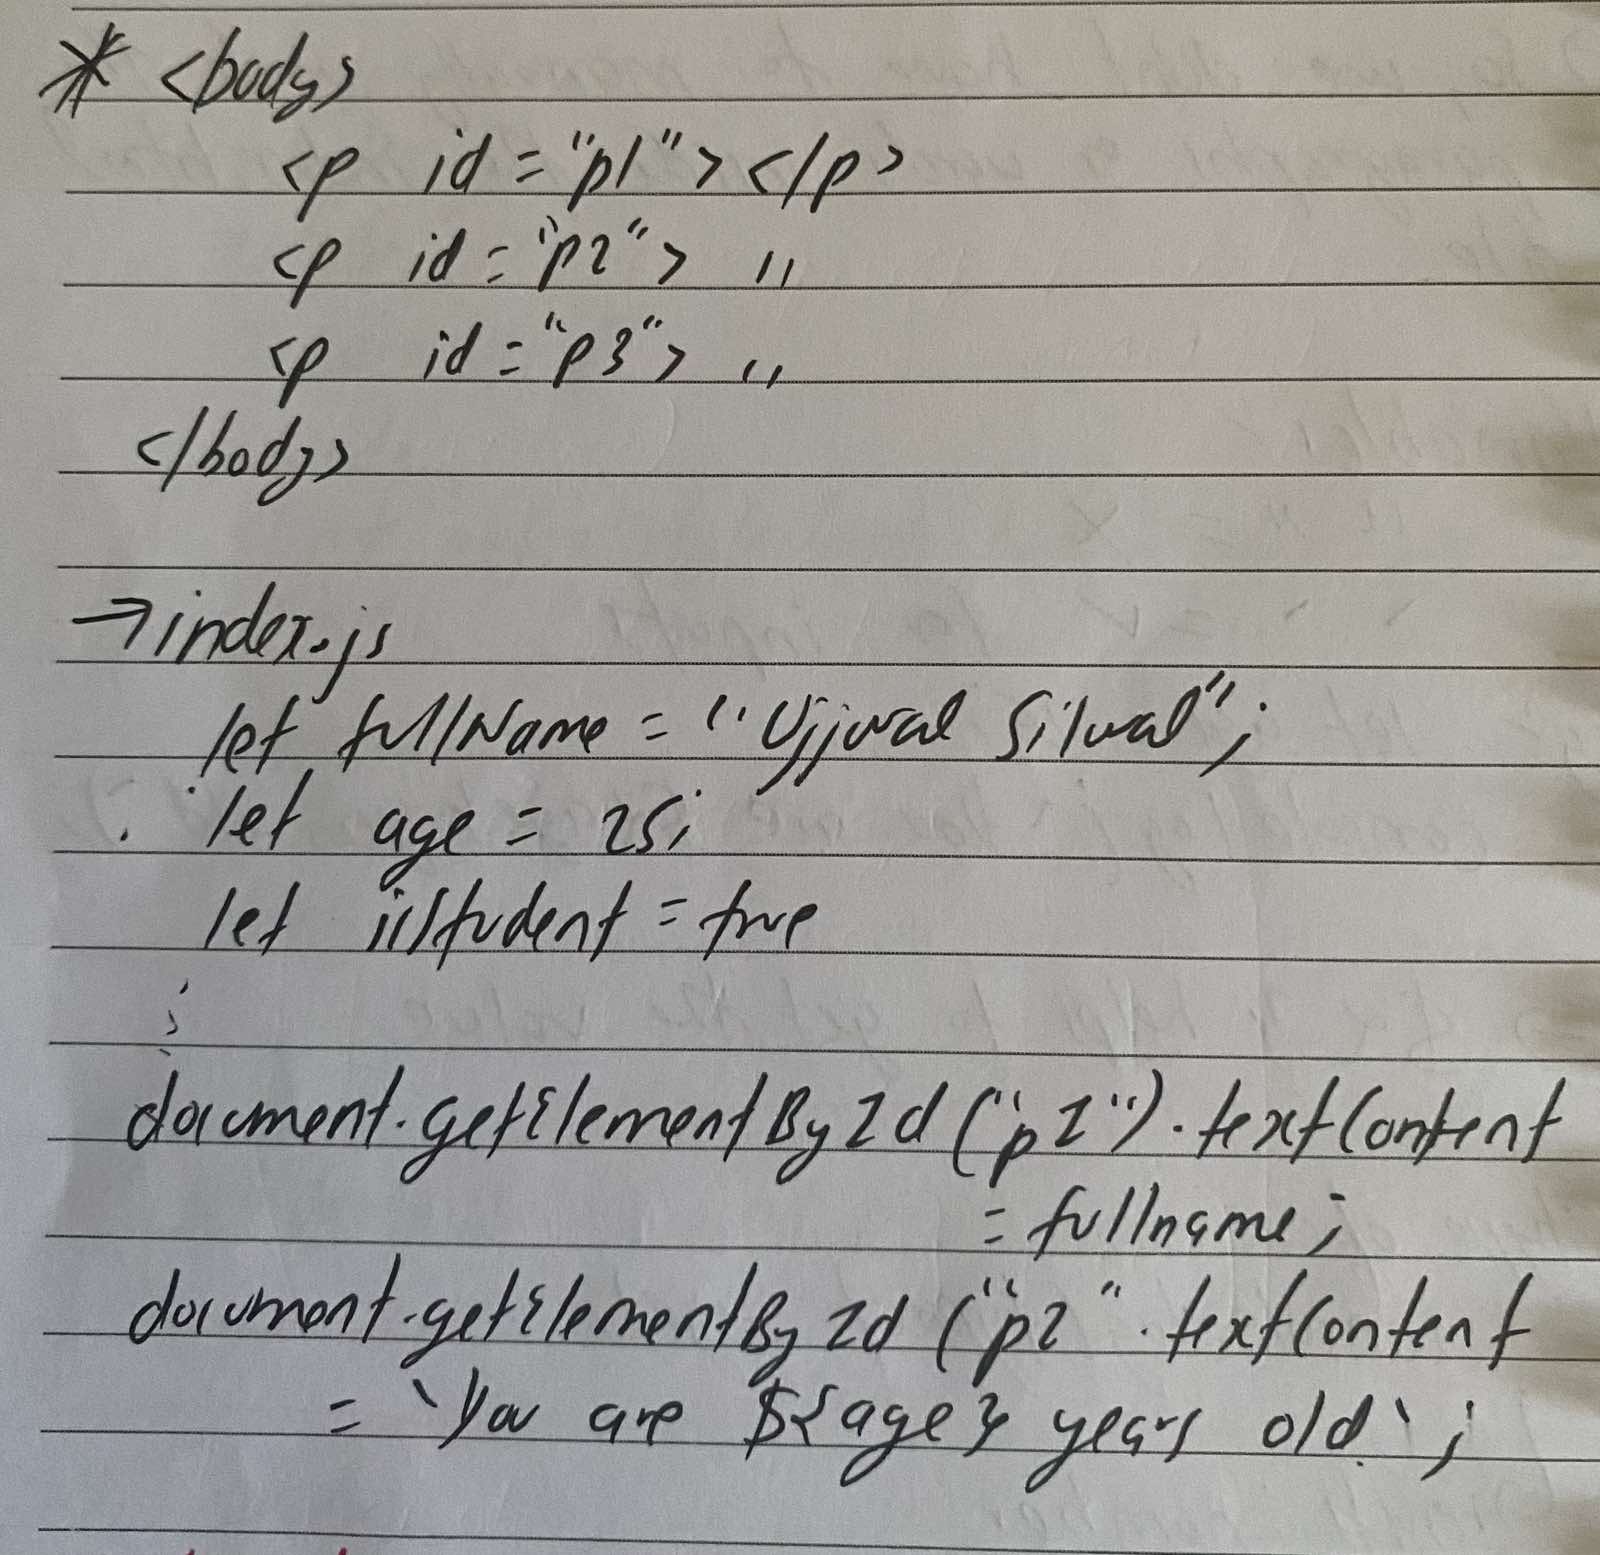 * <body>
<p id = "p1"></p>
<p id = "p2"> ,,
<p id = "p3"> ,,
</body>
→ index.js
let fullName = "Ujjwal Silwal";
let age = 25;
let isStudent = true
:
document.getElementById("p1").textContent
= fullname;
document.getElementById("p2".textContent
= `You are ${age} years old`;